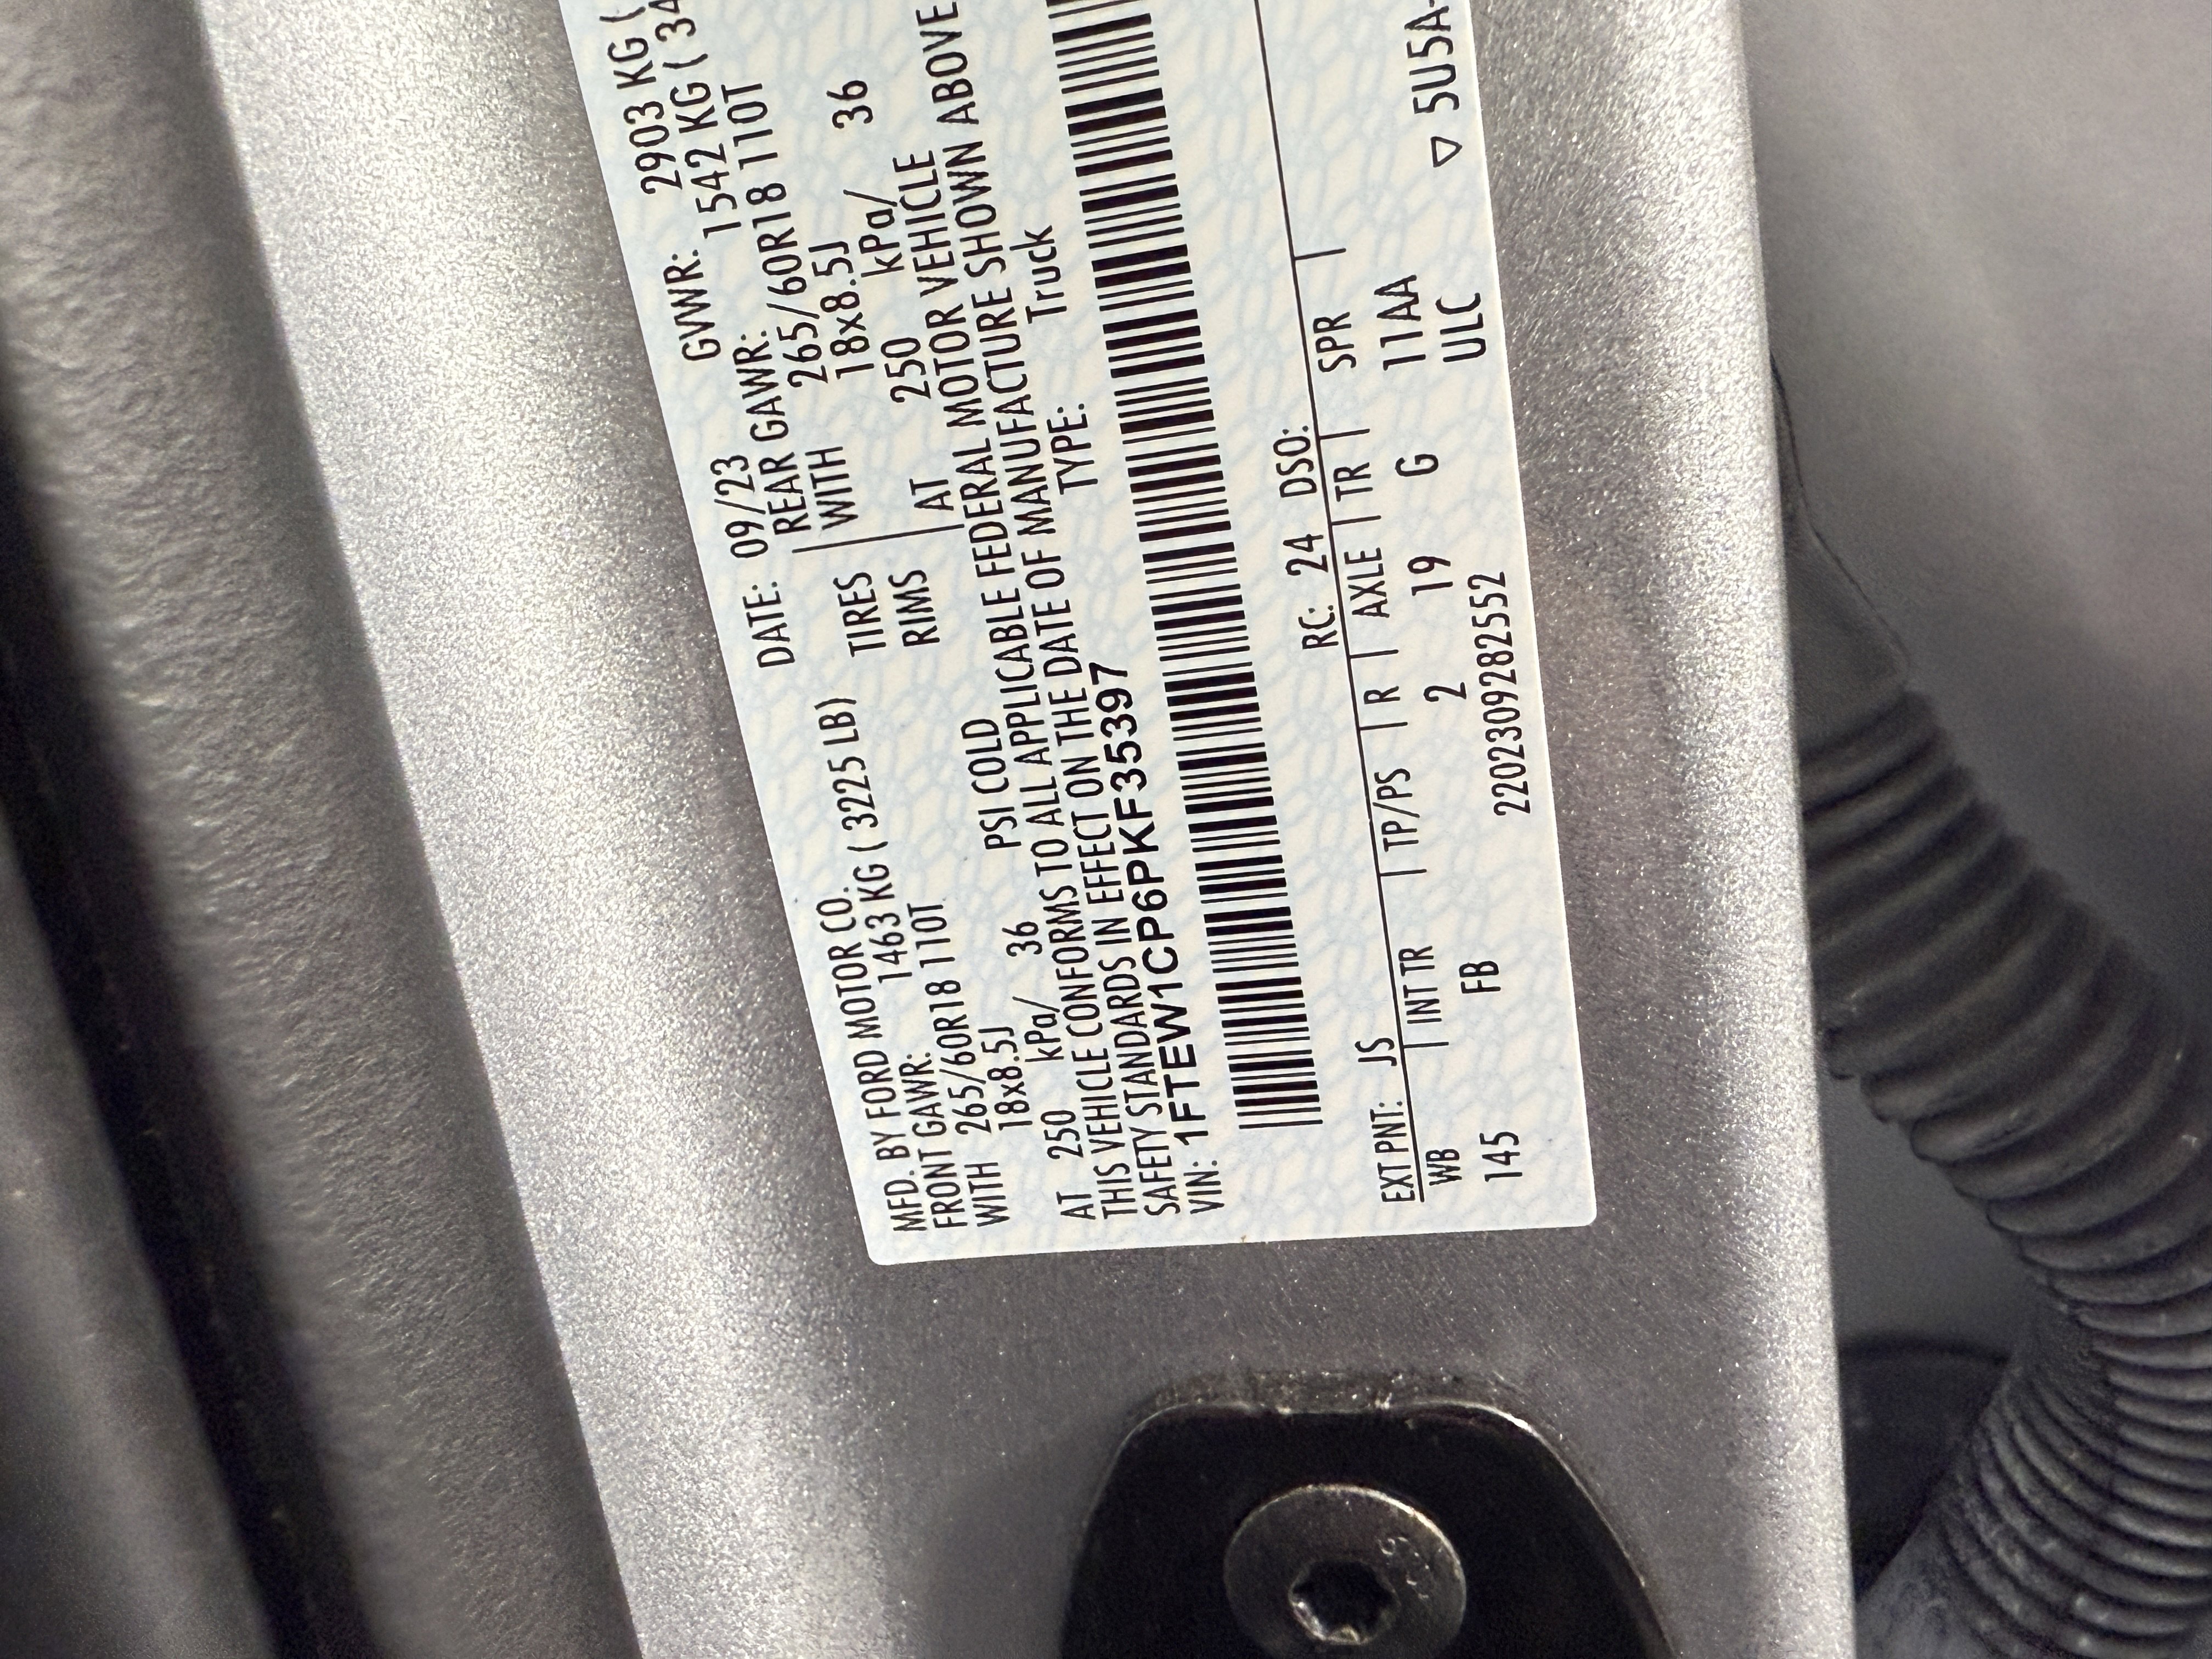 MFD. BY FORD MOTOR CO. DATE: 09/23 GVWR: 2903 KG (
FRONT GAWR: 1463 KG ( 3225 LB) REAR GAWR: 1542 KG ( 34
WITH 265/60R18 110T TIRES WITH 265/60R18 110T
18x8.5J RIMS 18x8.5J
AT 250 kPa/ 36 PSI COLD AT 250 kPa/ 36
THIS VEHICLE CONFORMS TO ALL APPLICABLE FEDERAL MOTOR VEHICLE
SAFETY STANDARDS IN EFFECT ON THE DATE OF MANUFACTURE SHOWN ABOVE
VIN: 1FTEW1CP6PKF35397 TYPE: Truck
EXT PNT: JS RC: 24 DSO:
WB INT TR TP/PS R AXLE TR SPR
145 FB 2 19 G 11AA
2202309282552 ULC ▽ 5U5A-